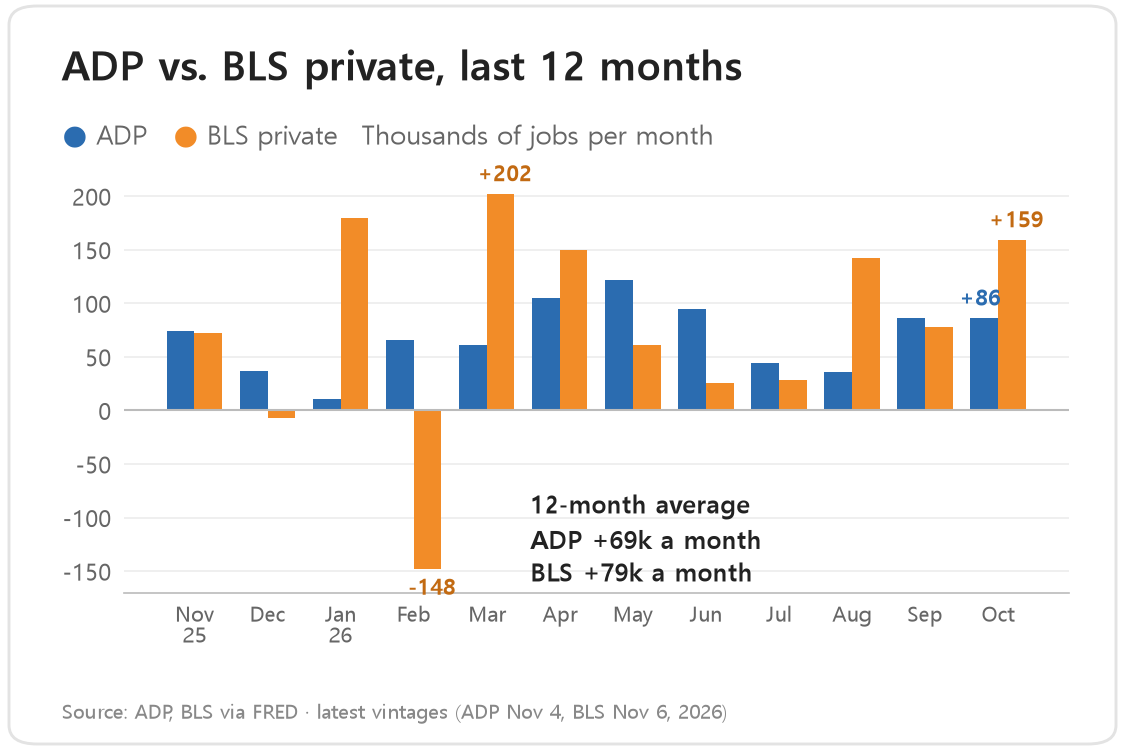 ADP vs. BLS private, last 12 months
ADP BLS private Thousands of jobs per month
+202
200
+159
150
100
+86
50
0
-50
-100
-150
-148
12-month average
ADP +69k a month
BLS +79k a month
Nov Dec Jan Feb Mar Apr May Jun Jul Aug Sep Oct
25 26
Source: ADP, BLS via FRED · latest vintages (ADP Nov 4, BLS Nov 6, 2026)